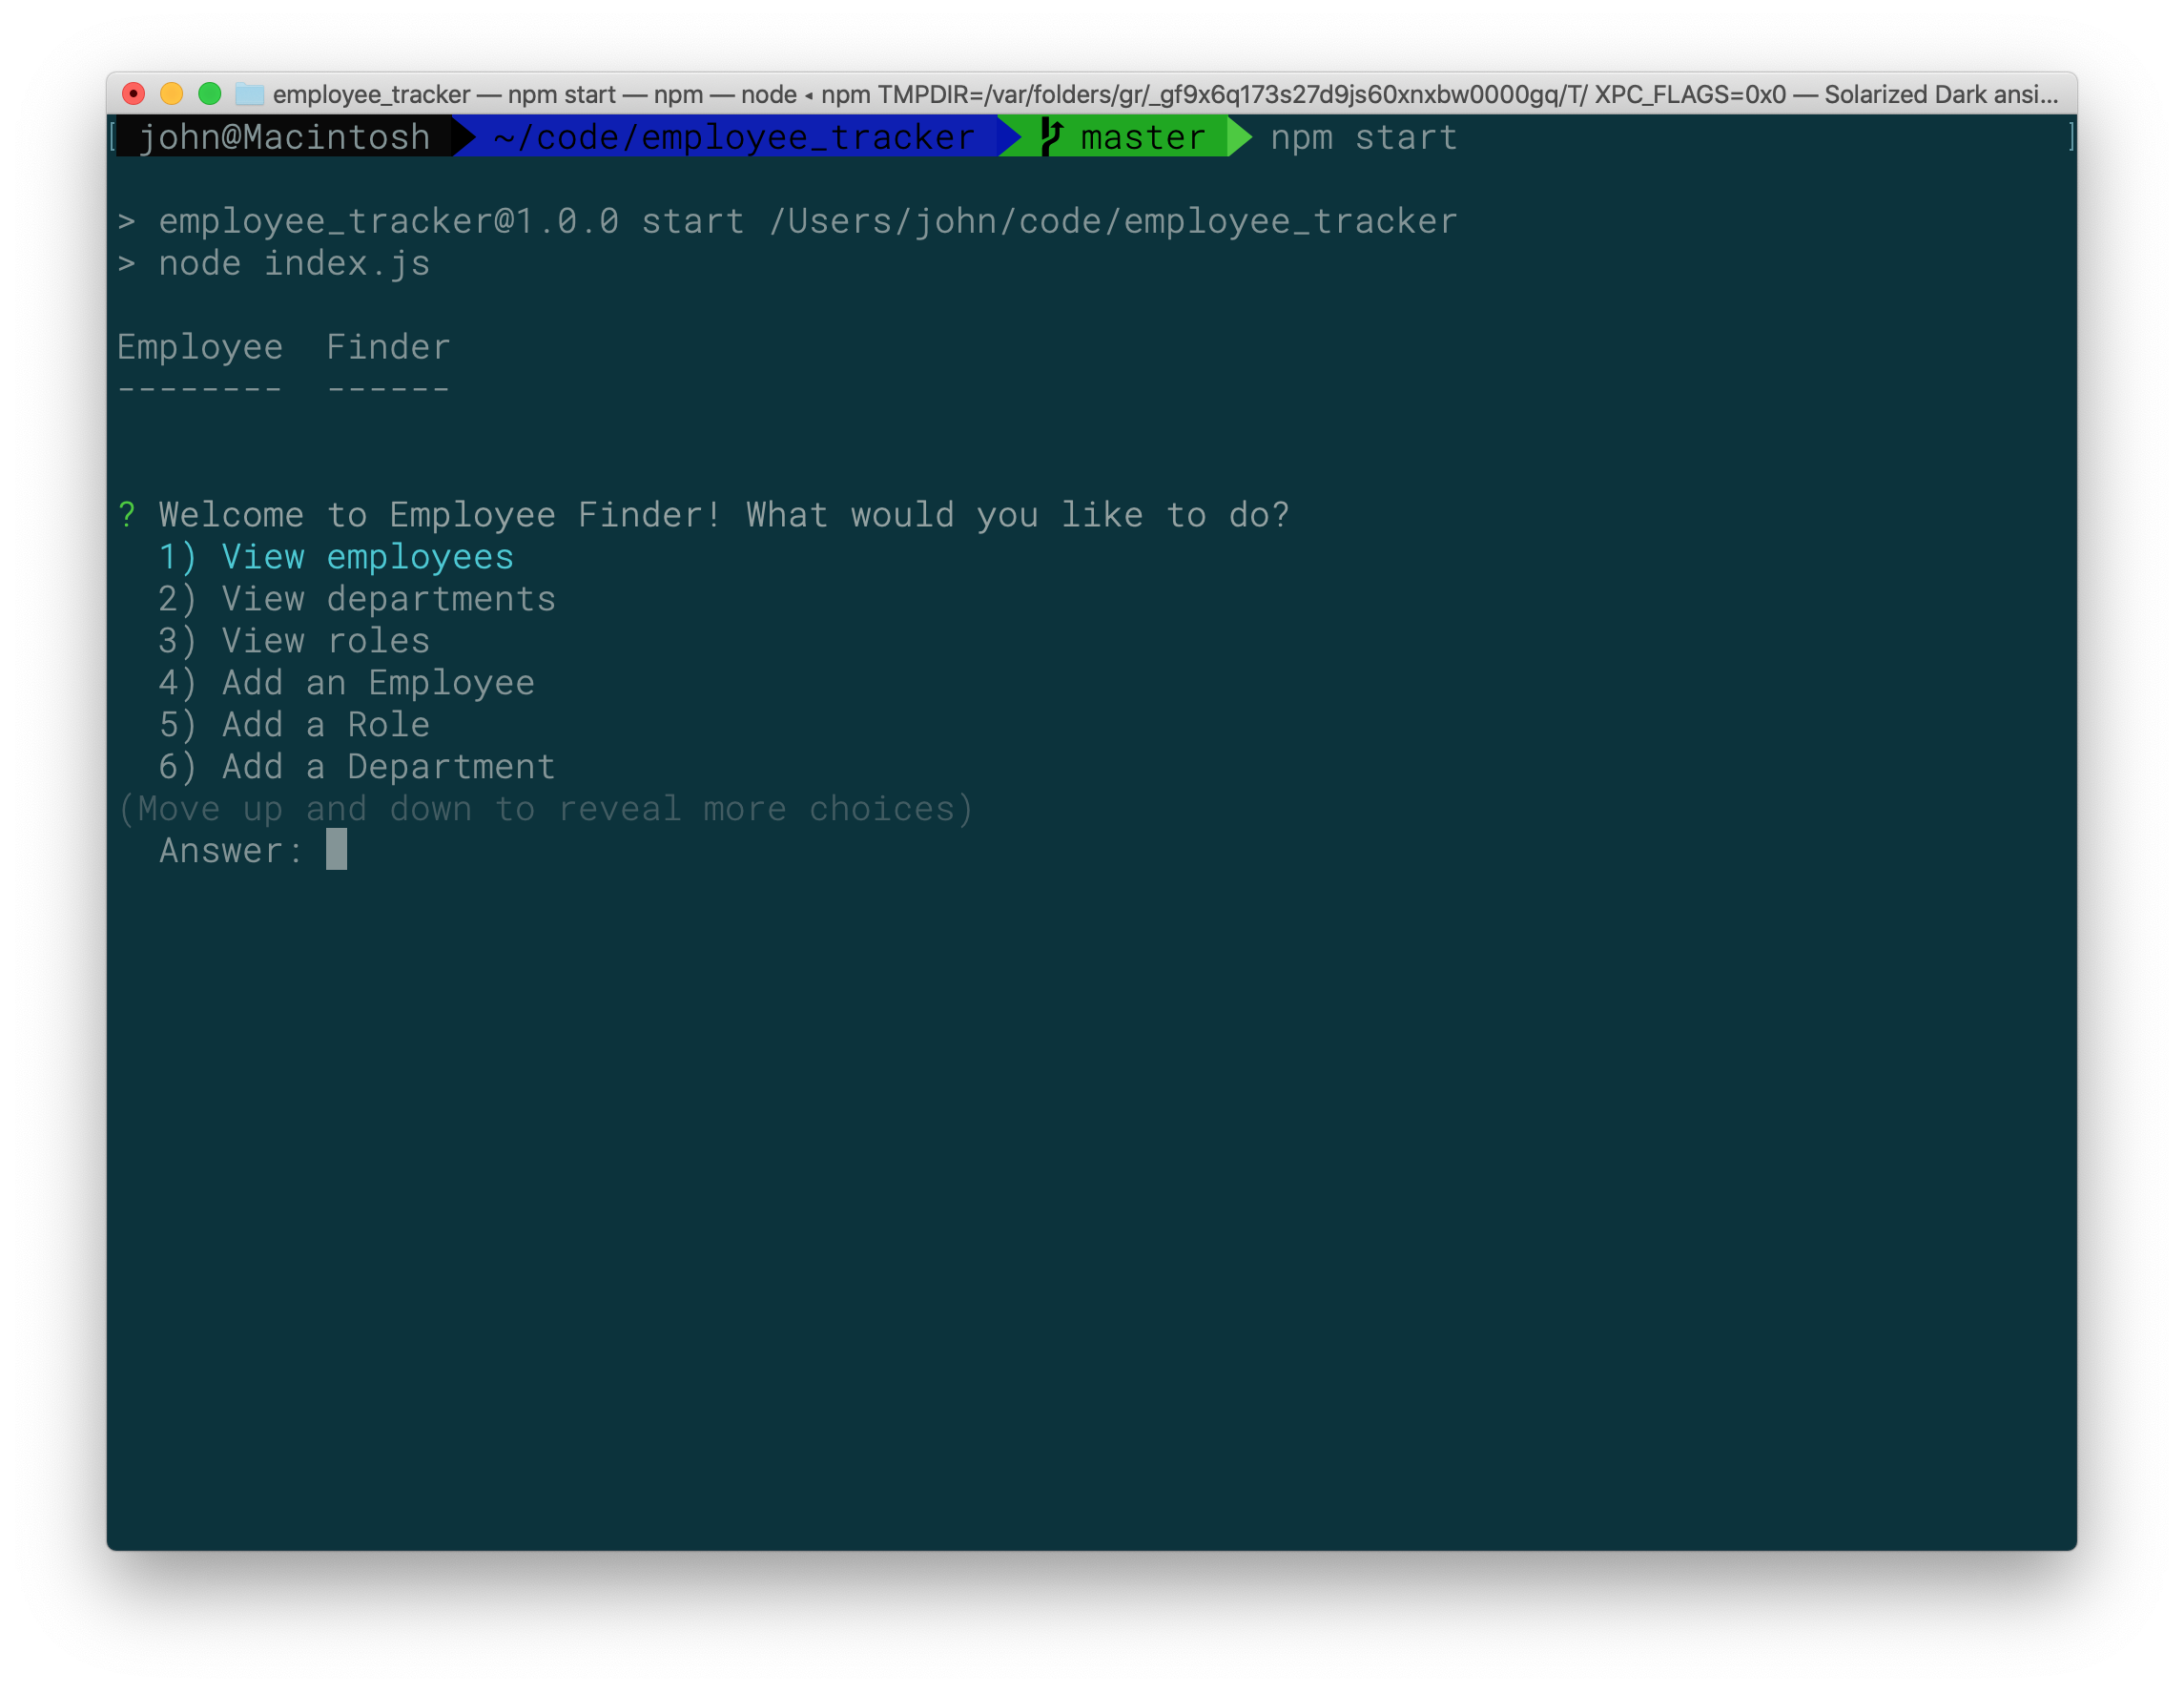 employee_tracker — npm start — npm — node ◂ npm TMPDIR=/var/folders/gr/_gf9x6q173s27d9js60xnxbw0000gq/T/ XPC_FLAGS=0x0 — Solarized Dark ansi...
[ john@Macintosh ~/code/employee_tracker master npm start ]
> employee_tracker@1.0.0 start /Users/john/code/employee_tracker
> node index.js
Employee  Finder
--------  ------
? Welcome to Employee Finder! What would you like to do?
1) View employees
2) View departments
3) View roles
4) Add an Employee
5) Add a Role
6) Add a Department
(Move up and down to reveal more choices)
Answer: